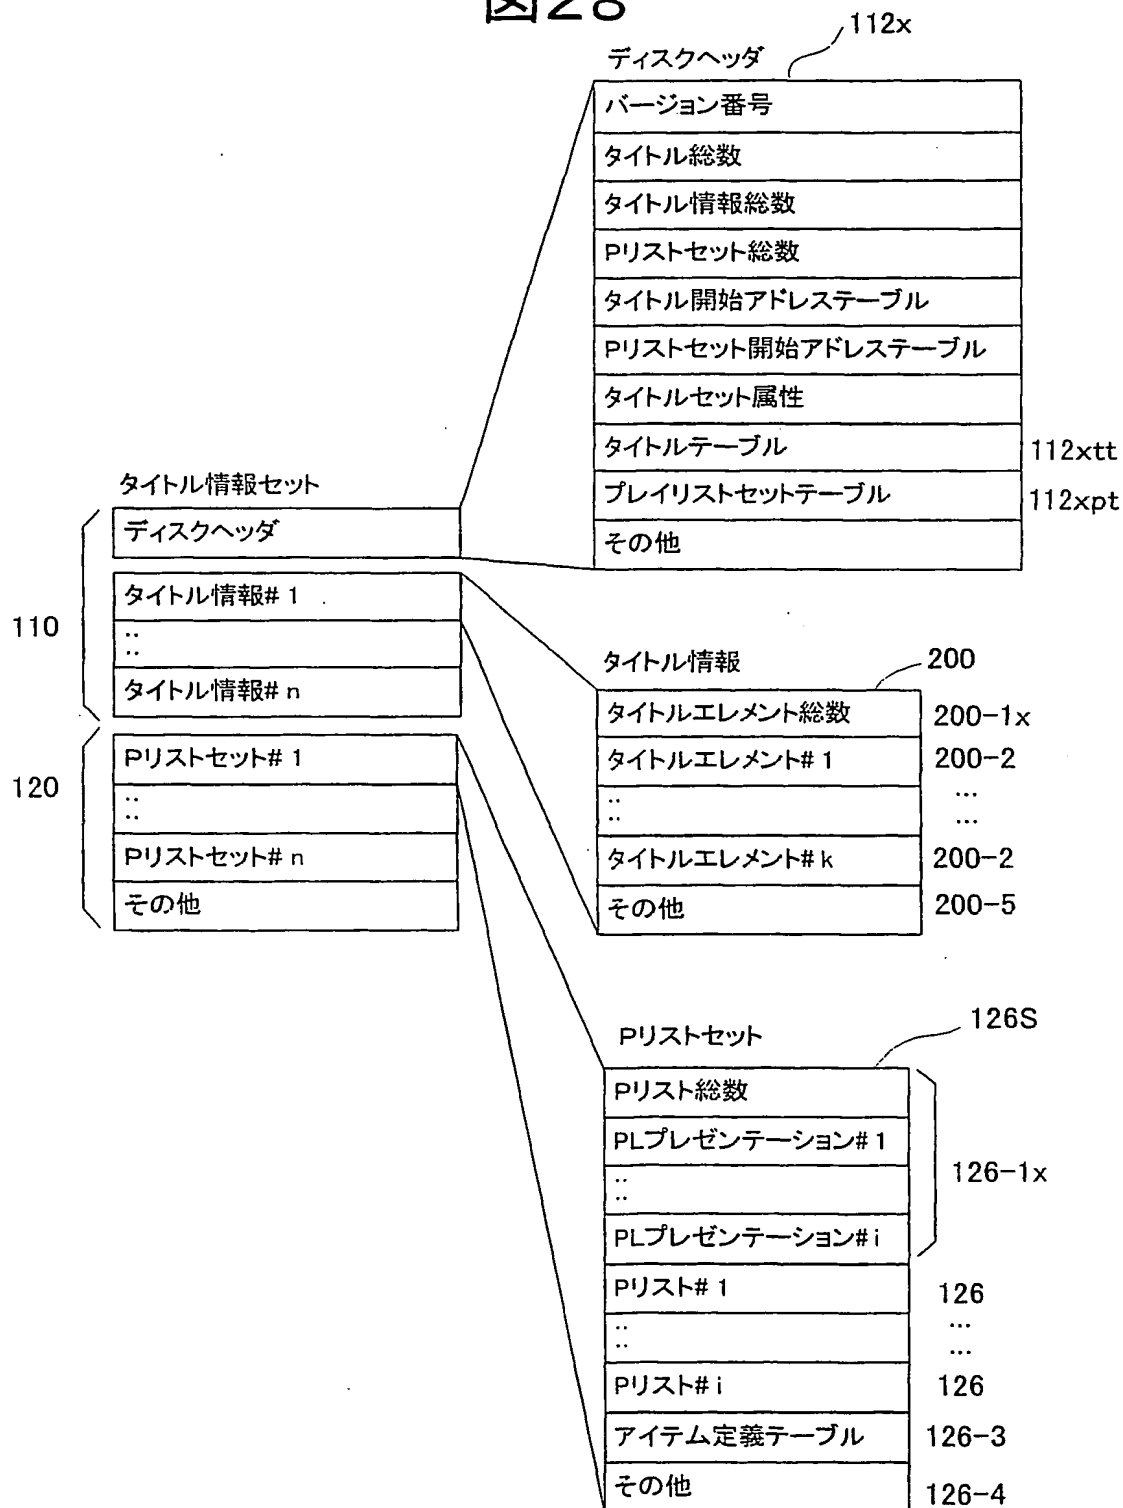 図28
112x
ディスクヘッダ
バージョン番号
タイトル総数
タイトル情報総数
Pリストセット総数
タイトル開始アドレステーブル
Pリストセット開始アドレステーブル
タイトルセット属性
タイトルテーブル 112xtt
プレイリストセットテーブル 112xpt
その他
タイトル情報セット
ディスクヘッダ
タイトル情報#1
::
タイトル情報#n
110
Pリストセット#1
::
Pリストセット#n
その他
120
タイトル情報 200
タイトルエレメント総数 200-1x
タイトルエレメント#1 200-2
:: ……
タイトルエレメント#k 200-2
その他 200-5
Pリストセット 126S
Pリスト総数
PLプレゼンテーション#1
::
PLプレゼンテーション#i
126-1x
Pリスト#1 126
:: ……
Pリスト#i 126
アイテム定義テーブル 126-3
その他 126-4